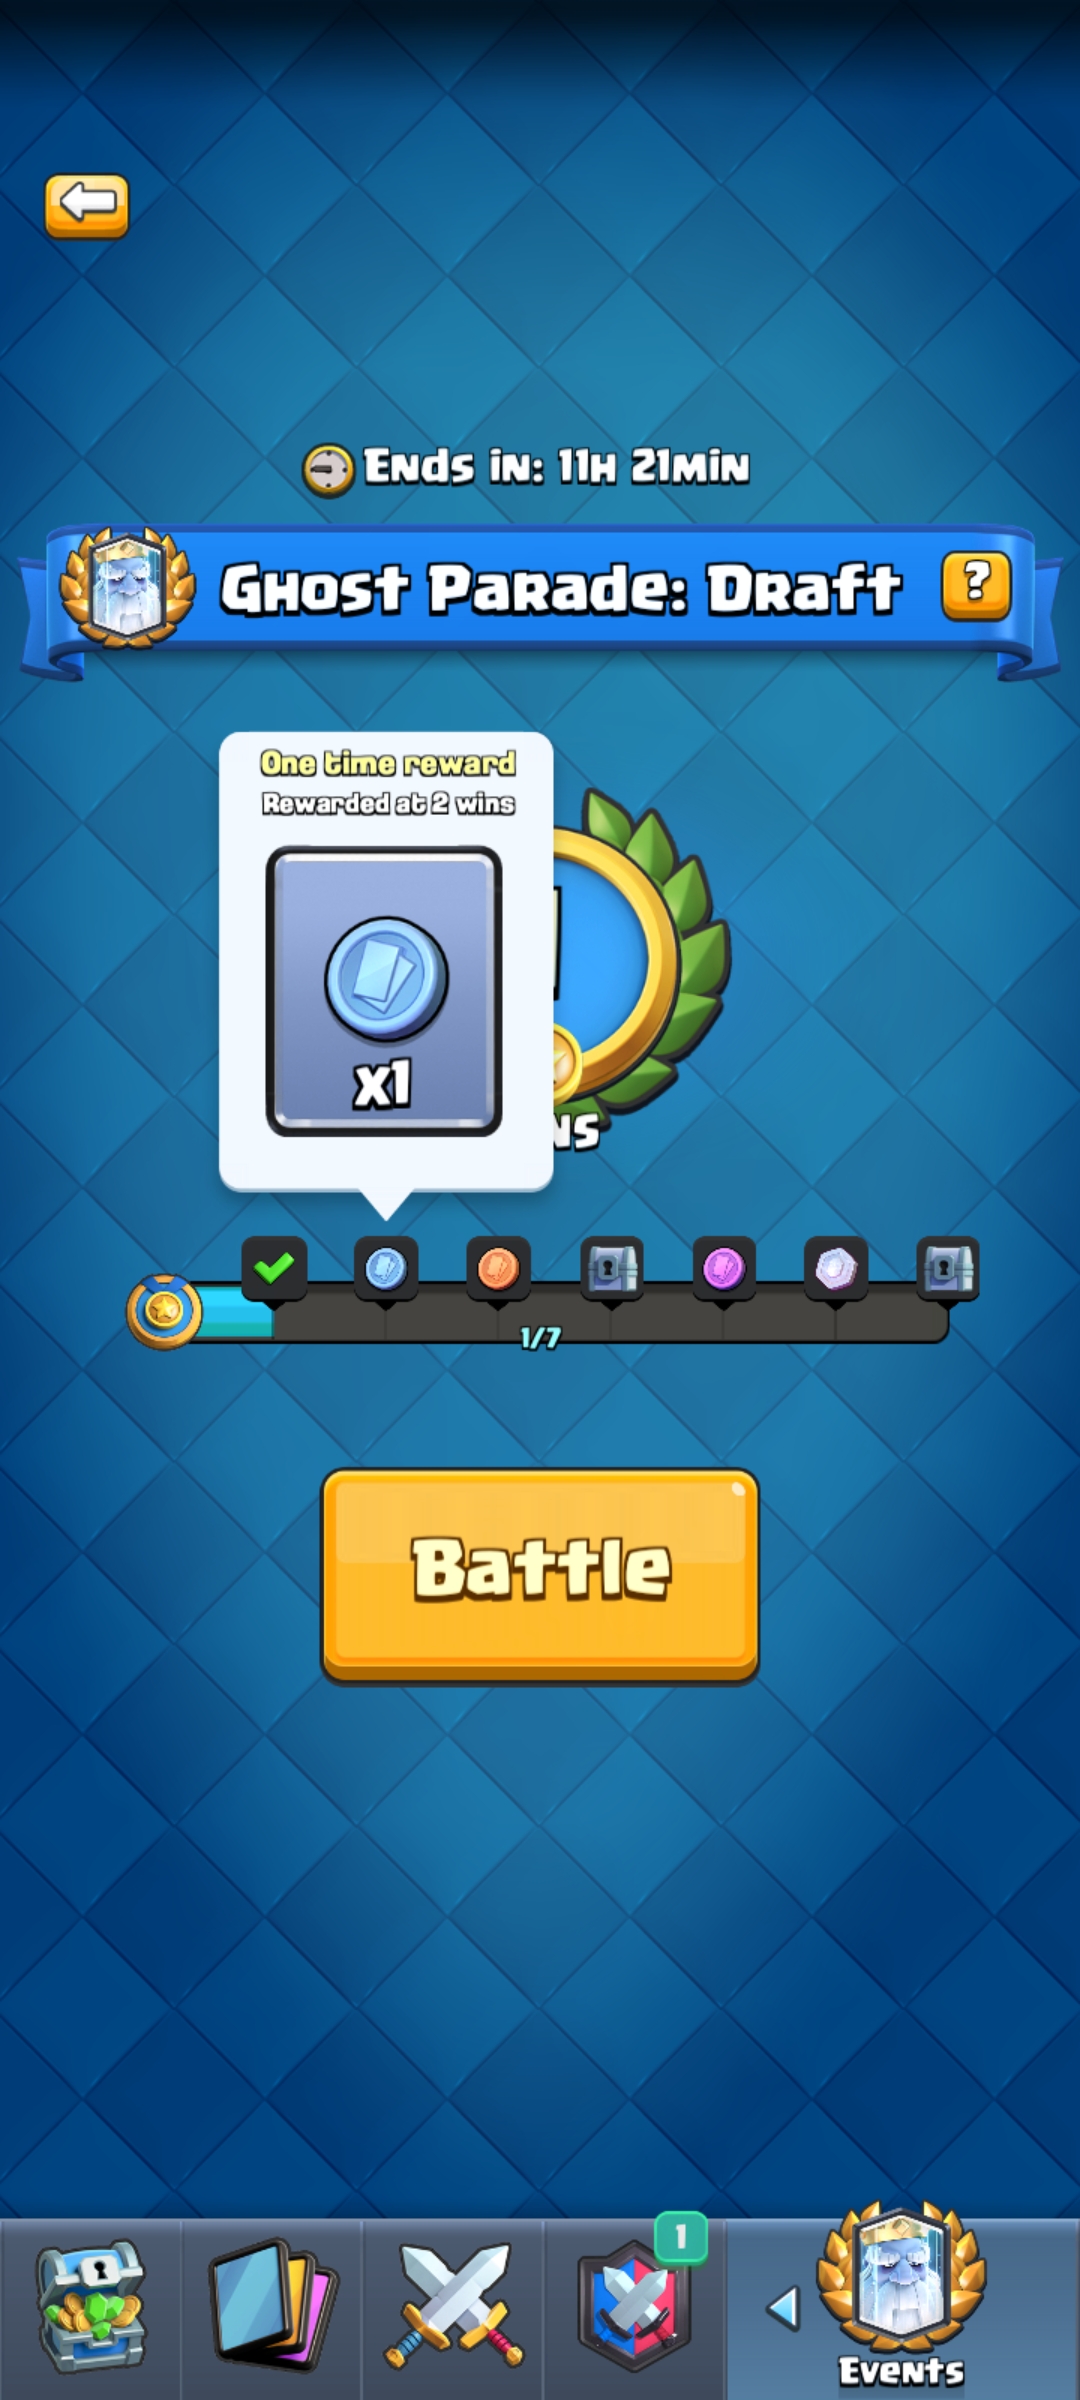 Ends in: 11h 21min
Ghost Parade: Draft
?
One time reward
Rewarded at 2 wins
x1
1/7
Battle
1
Events